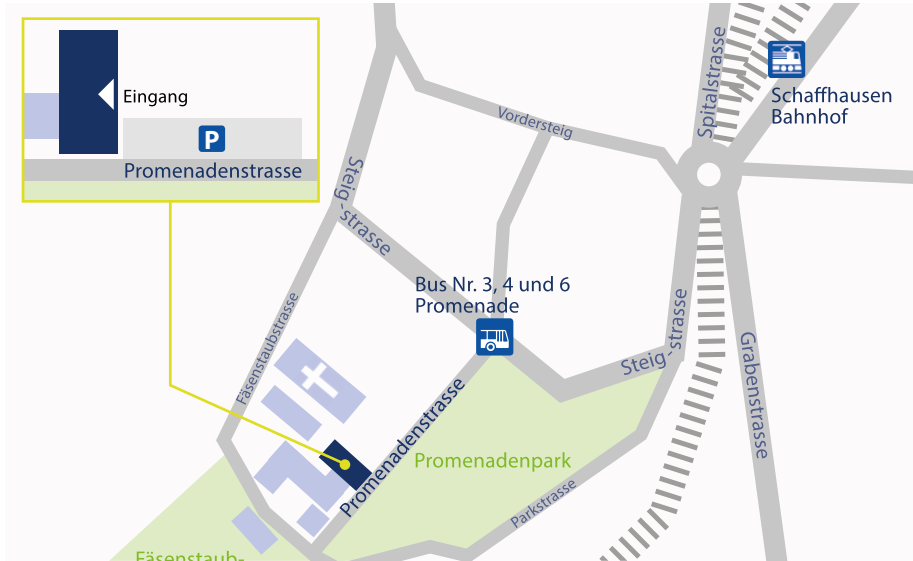 Eingang
P
Promenadenstrasse
Steig-
strasse
Vordersteig
Spitalstrasse
Schaffhausen
Bahnhof
Bus Nr. 3, 4 und 6
Promenade
Fäsenstaubstrasse
Steig-strasse
Grabenstrasse
Promenadenstrasse
Promenadenpark
Parkstrasse
Fäsenstaub-